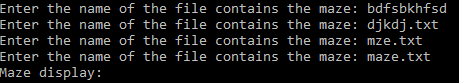 Enter the name of the file contains the maze: bdfsbkhfsd
Enter the name of the file contains the maze: djkdj.txt
Enter the name of the file contains the maze: mze.txt
Enter the name of the file contains the maze: maze.txt
Maze display: